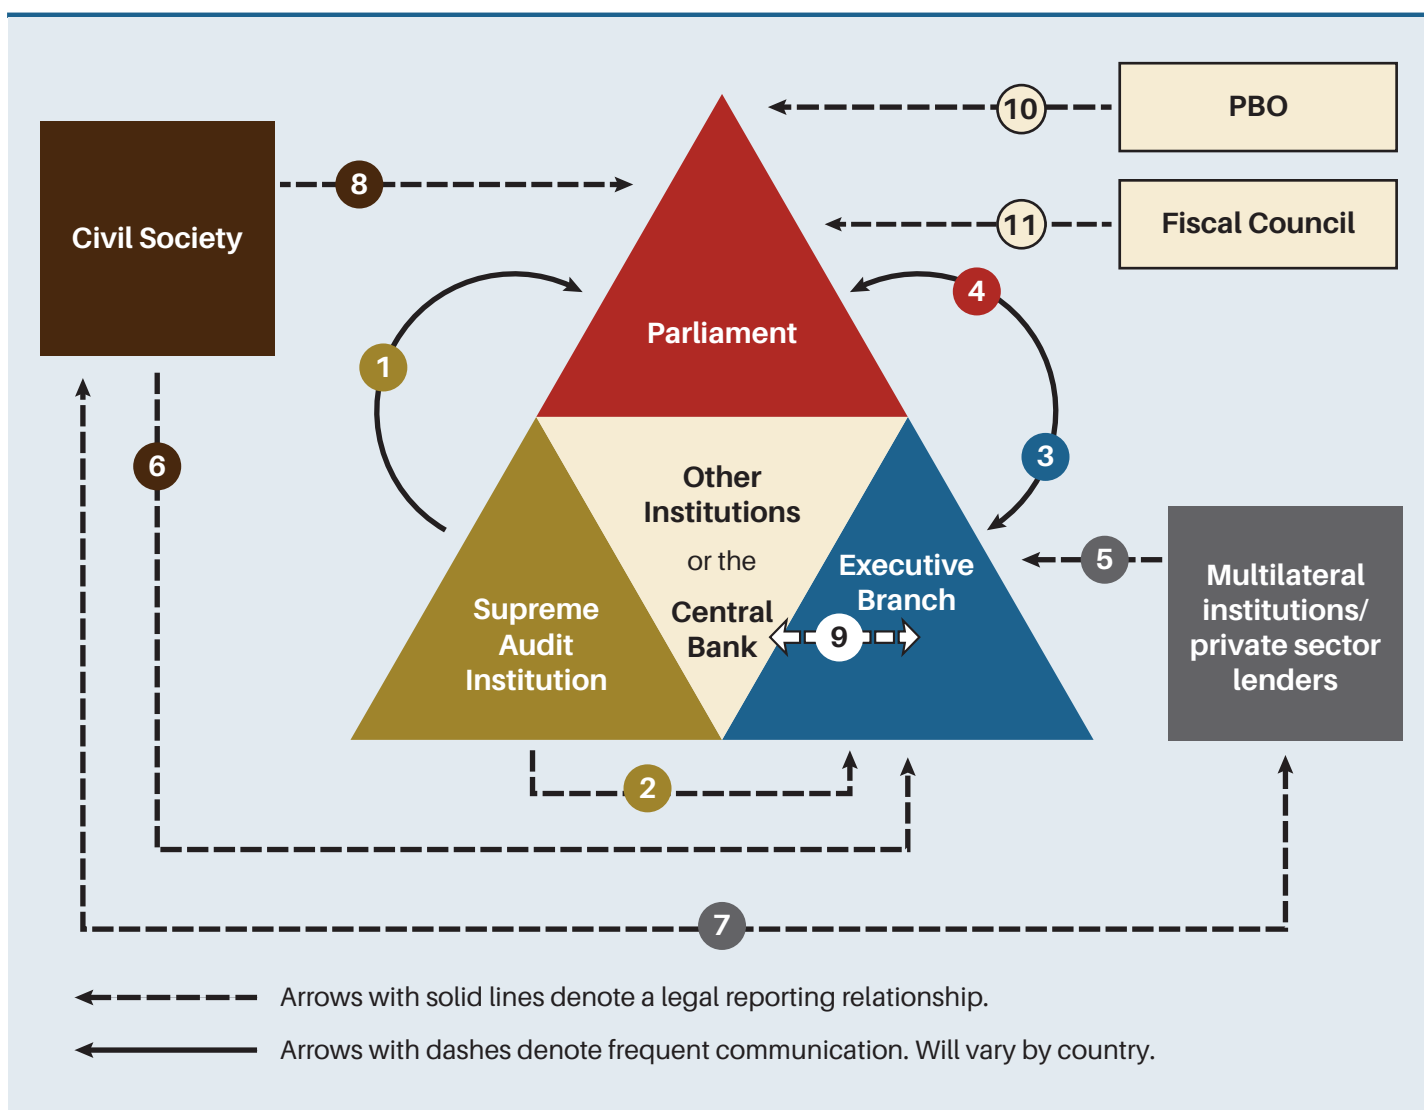 10
PBO
8
11
Fiscal Council
Civil Society
4
Parliament
1
3
6
Other
Institutions
or the
Central
Bank
Executive
Branch
9
5
Multilateral
institutions/
private sector
lenders
Supreme
Audit
Institution
2
7
Arrows with solid lines denote a legal reporting relationship.
Arrows with dashes denote frequent communication. Will vary by country.